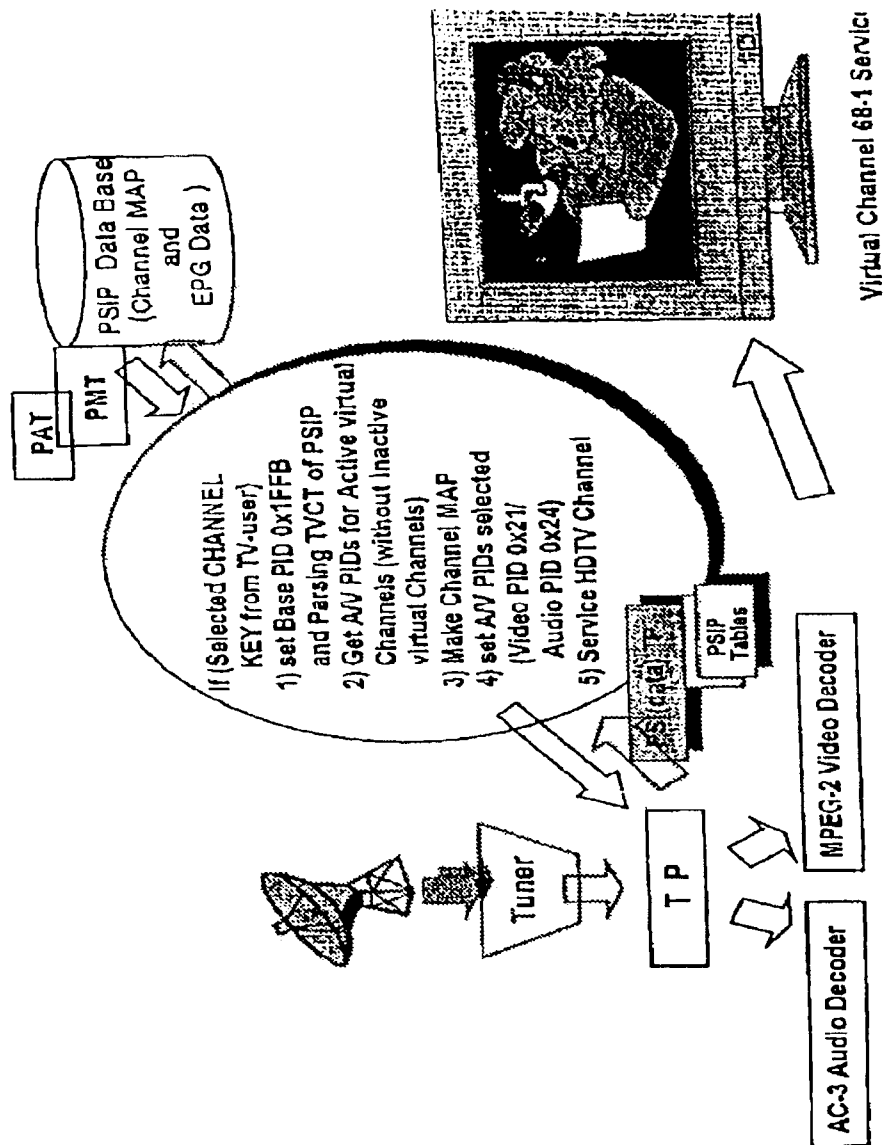 PAT
PMT
PSIP Data Base
(Channel MAP
and
EPG Data )
If (Selected CHANNEL
KEY from TV-user)
1) set Base PID 0x1FFB
and Parsing TVCT of PSIP
2) Get A/V PIDs for Active virtual
Channels (without Inactive
virtual Channels)
3) Make Channel MAP
4) set A/V PIDs selected
(Video PID 0x21/
Audio PID 0x24)
5) Service HDTV Channel
Tuner
T P
(data)
PSIP
Tables
AC-3 Audio Decoder
MPEG-2 Video Decoder
Virtual Channel 68-1 Servic